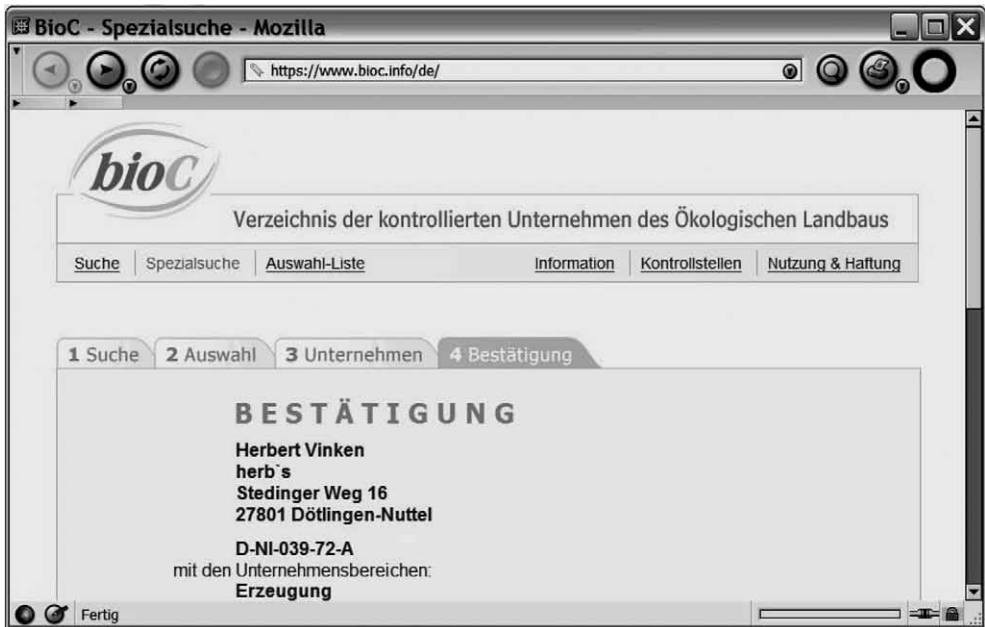 BioC - Spezialsuche - Mozilla
https://www.bioc.info/de/
bioC
Verzeichnis der kontrollierten Unternehmen des Ökologischen Landbaus
Suche Spezialsuche Auswahl-Liste Information Kontrollstellen Nutzung & Haftung
1 Suche 2 Auswahl 3 Unternehmen 4 Bestätigung
BESTÄTIGUNG
Herbert Vinken
herb`s
Stedinger Weg 16
27801 Dötlingen-Nuttel
D-NI-039-72-A
mit den Unternehmensbereichen:
Erzeugung
Fertig